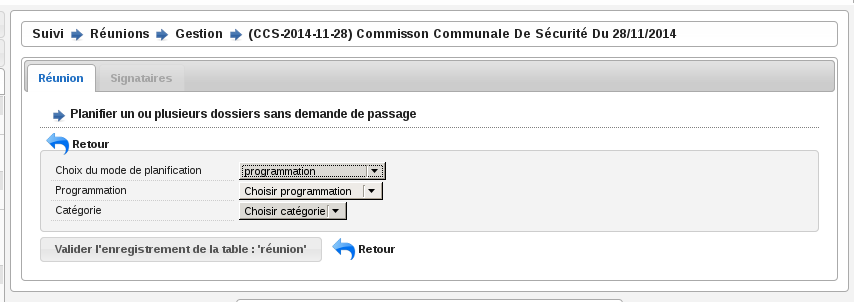 Suivi Réunions Gestion (CCS-2014-11-28) Commisson Communale De Sécurité Du 28/11/2014
Réunion Signataires
Planifier un ou plusieurs dossiers sans demande de passage
Retour
Choix du mode de planification programmation
Programmation Choisir programmation
Catégorie Choisir catégorie
Valider l'enregistrement de la table : 'réunion' Retour